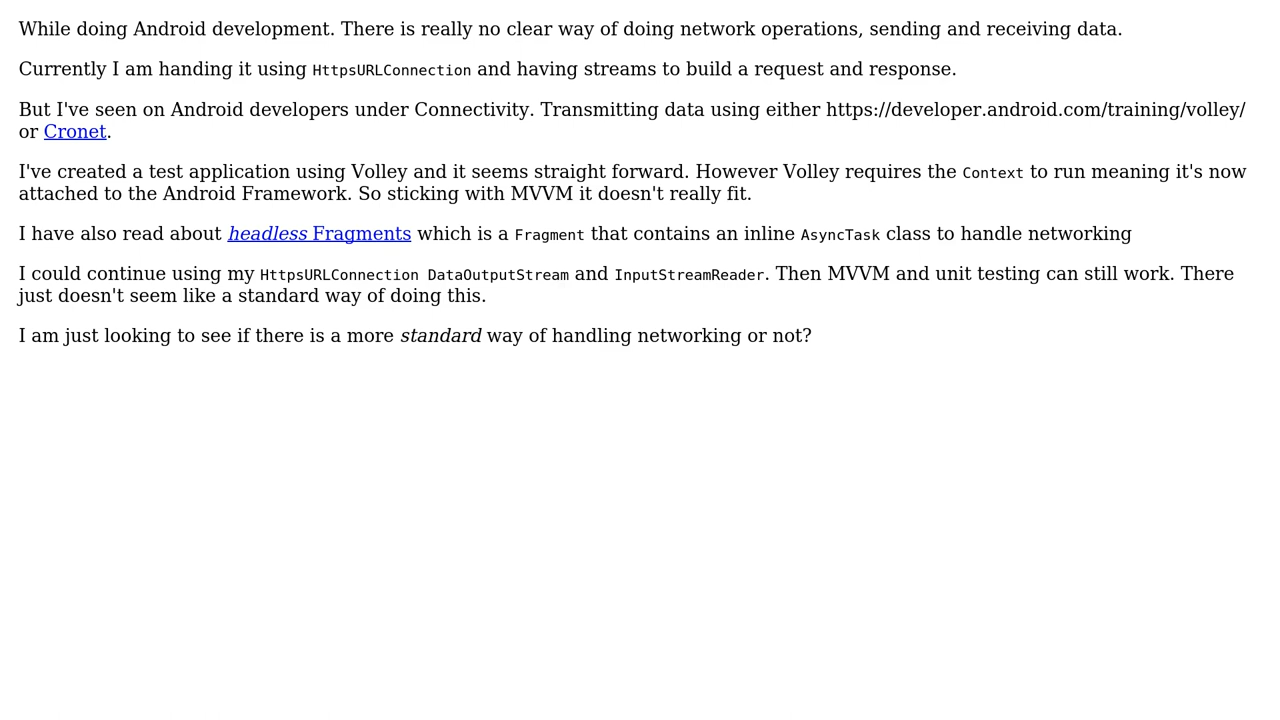 While doing Android development. There is really no clear way of doing network operations, sending and receiving data.
Currently I am handing it using HttpsURLConnection and having streams to build a request and response.
But I've seen on Android developers under Connectivity. Transmitting data using either https://developer.android.com/training/volley/
or Cronet.
I've created a test application using Volley and it seems straight forward. However Volley requires the Context to run meaning it's now
attached to the Android Framework. So sticking with MVVM it doesn't really fit.
I have also read about headless Fragments which is a Fragment that contains an inline AsyncTask class to handle networking
I could continue using my HttpsURLConnection DataOutputStream and InputStreamReader. Then MVVM and unit testing can still work. There
just doesn't seem like a standard way of doing this.
I am just looking to see if there is a more standard way of handling networking or not?